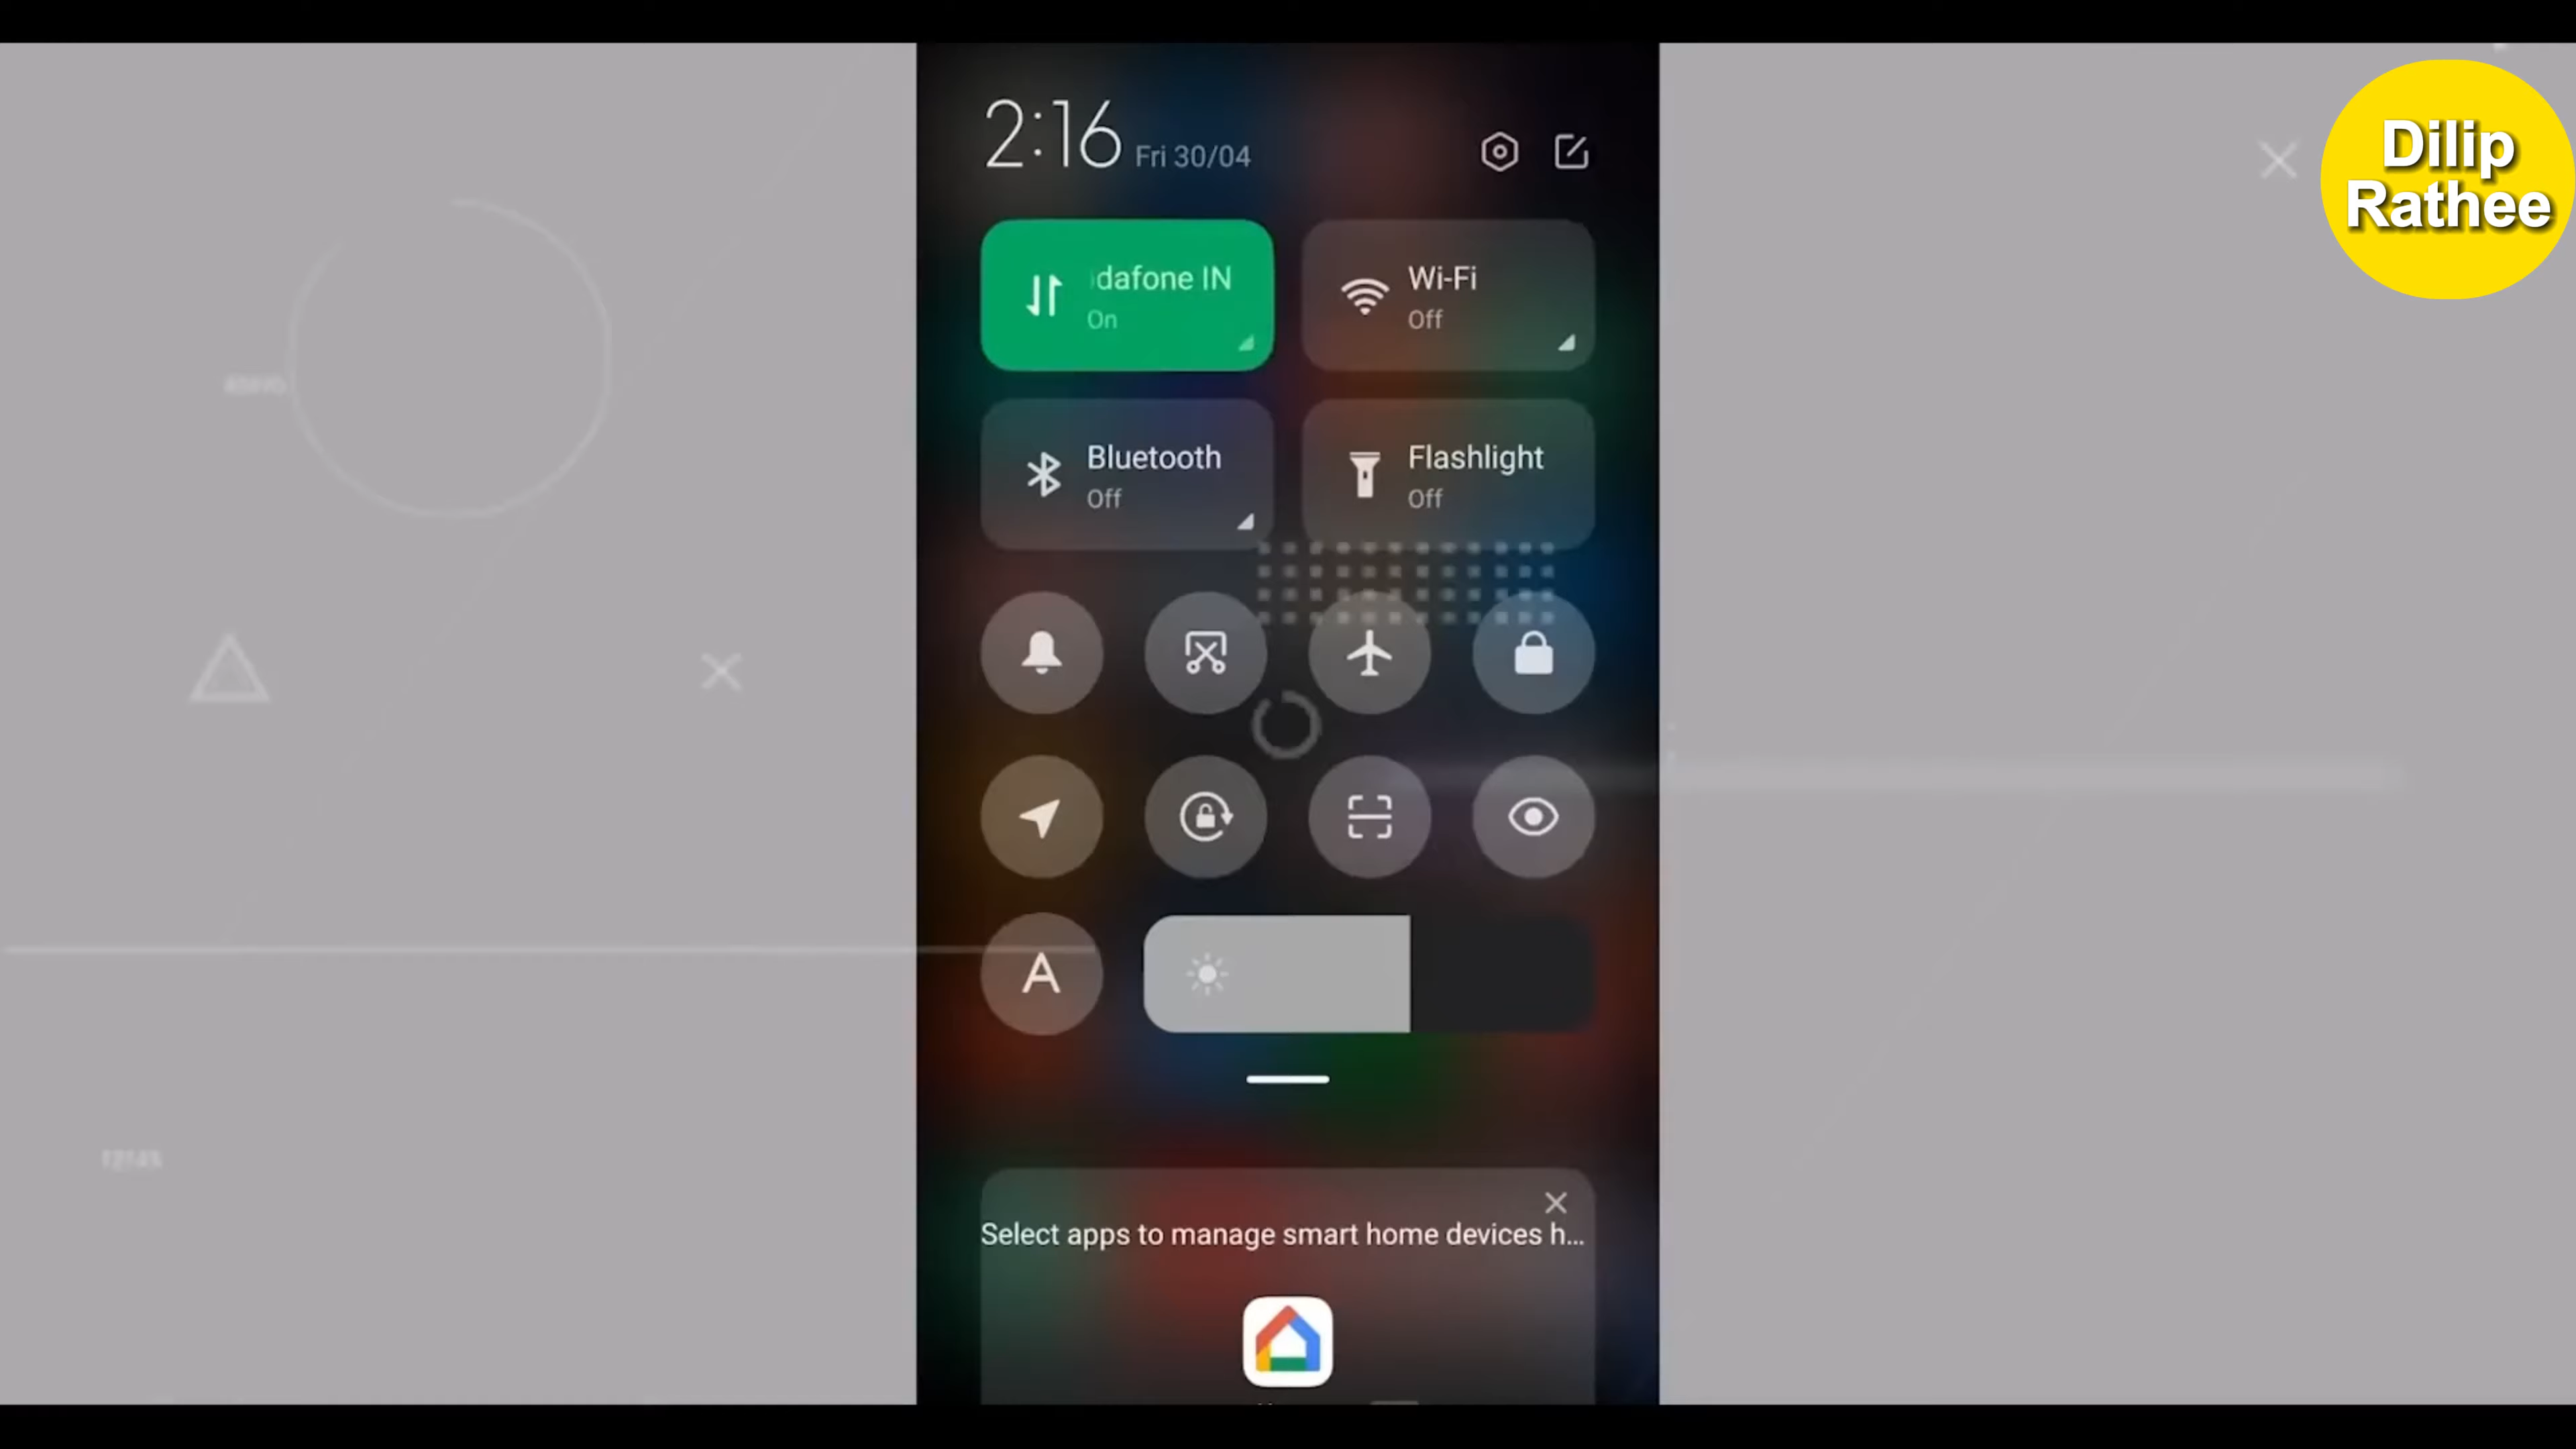 Dilip
Rathee
2:16 Fri 30/04
dafone IN
On
Wi-Fi
Off
Bluetooth
Off
Flashlight
Off
A
Select apps to manage smart home devices h...